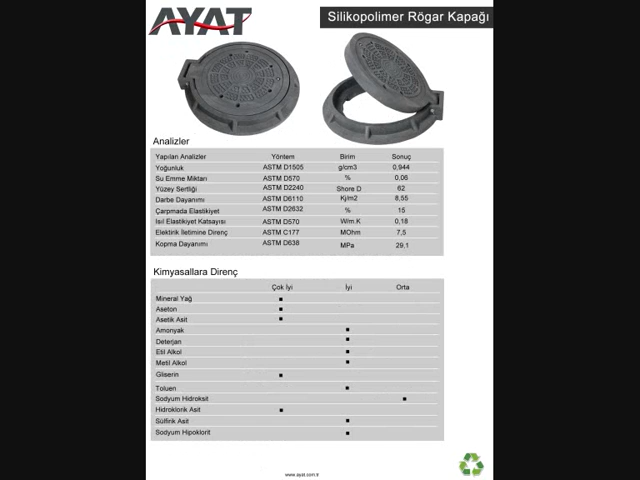 AYAT
Silikopolimer Rögar Kapağı
Analizler
Yapılan Analizler Yöntem Birim Sonuç
Yoğunluk ASTM D1505 g/cm3 0,944
Su Emme Miktarı ASTM D570 % 0,06
Yüzey Sertliği ASTM D2240 Shore D 62
Darbe Dayanımı ASTM D6110 Kj/m2 8,55
Çarpmada Elastikiyet ASTM D2632 % 15
Isıl Elastikiyet Katsayısı ASTM D570 W/m.K 0,18
Elektirik İletimine Direnç ASTM C177 MOhm 7,5
Kopma Dayanımı ASTM D638 MPa 29,1
Kimyasallara Direnç
Çok İyi İyi Orta
Mineral Yağ
Aseton
Asetik Asit
Amonyak
Deterjan
Etil Alkol
Metil Alkol
Gliserin
Toluen
Sodyum Hidroksit
Hidroklorik Asit
Sülfirik Asit
Sodyum Hipoklorit
www.ayat.com.tr